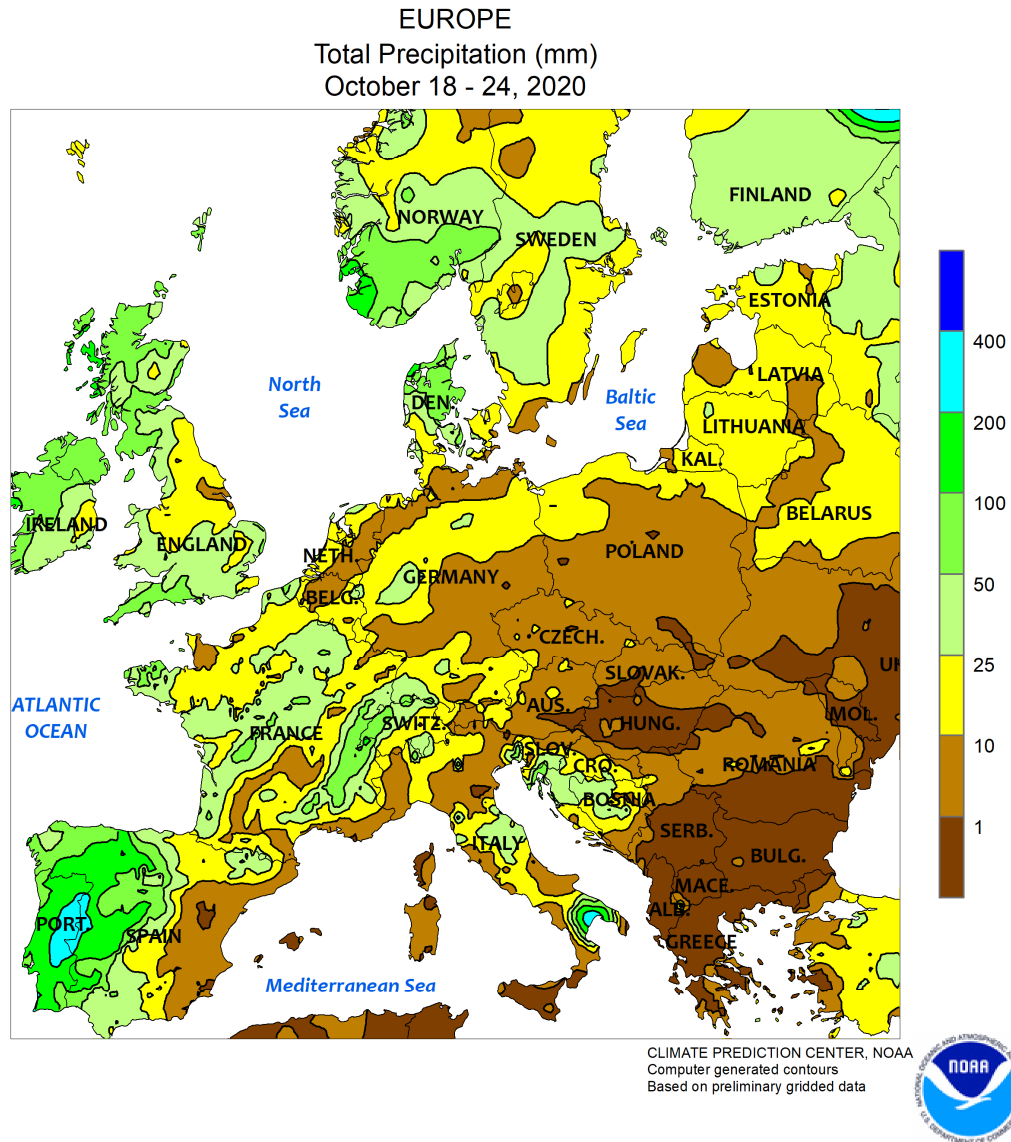 EUROPE
Total Precipitation (mm)
October 18 - 24, 2020
FINLAND
NORWAY
SWEDEN
ESTONIA
North
Sea
Baltic
Sea
LATVIA
DEN.
LITHUANIA
KAL.
BELARUS
IRELAND
ENGLAND
NETH.
POLAND
GERMANY
BELG.
CZECH.
SLOVAK.
UK
ATLANTIC
OCEAN
FRANCE
SWITZ.
AUS.
HUNG.
MOL.
SLOV.
CRO.
ROMANIA
BOSNIA
ITALY
SERB.
BULG.
MACE.
ALB.
PORT.
SPAIN
GREECE
Mediterranean Sea
400
200
100
50
25
10
1
CLIMATE PREDICTION CENTER, NOAA
Computer generated contours
Based on preliminary gridded data
NOAA